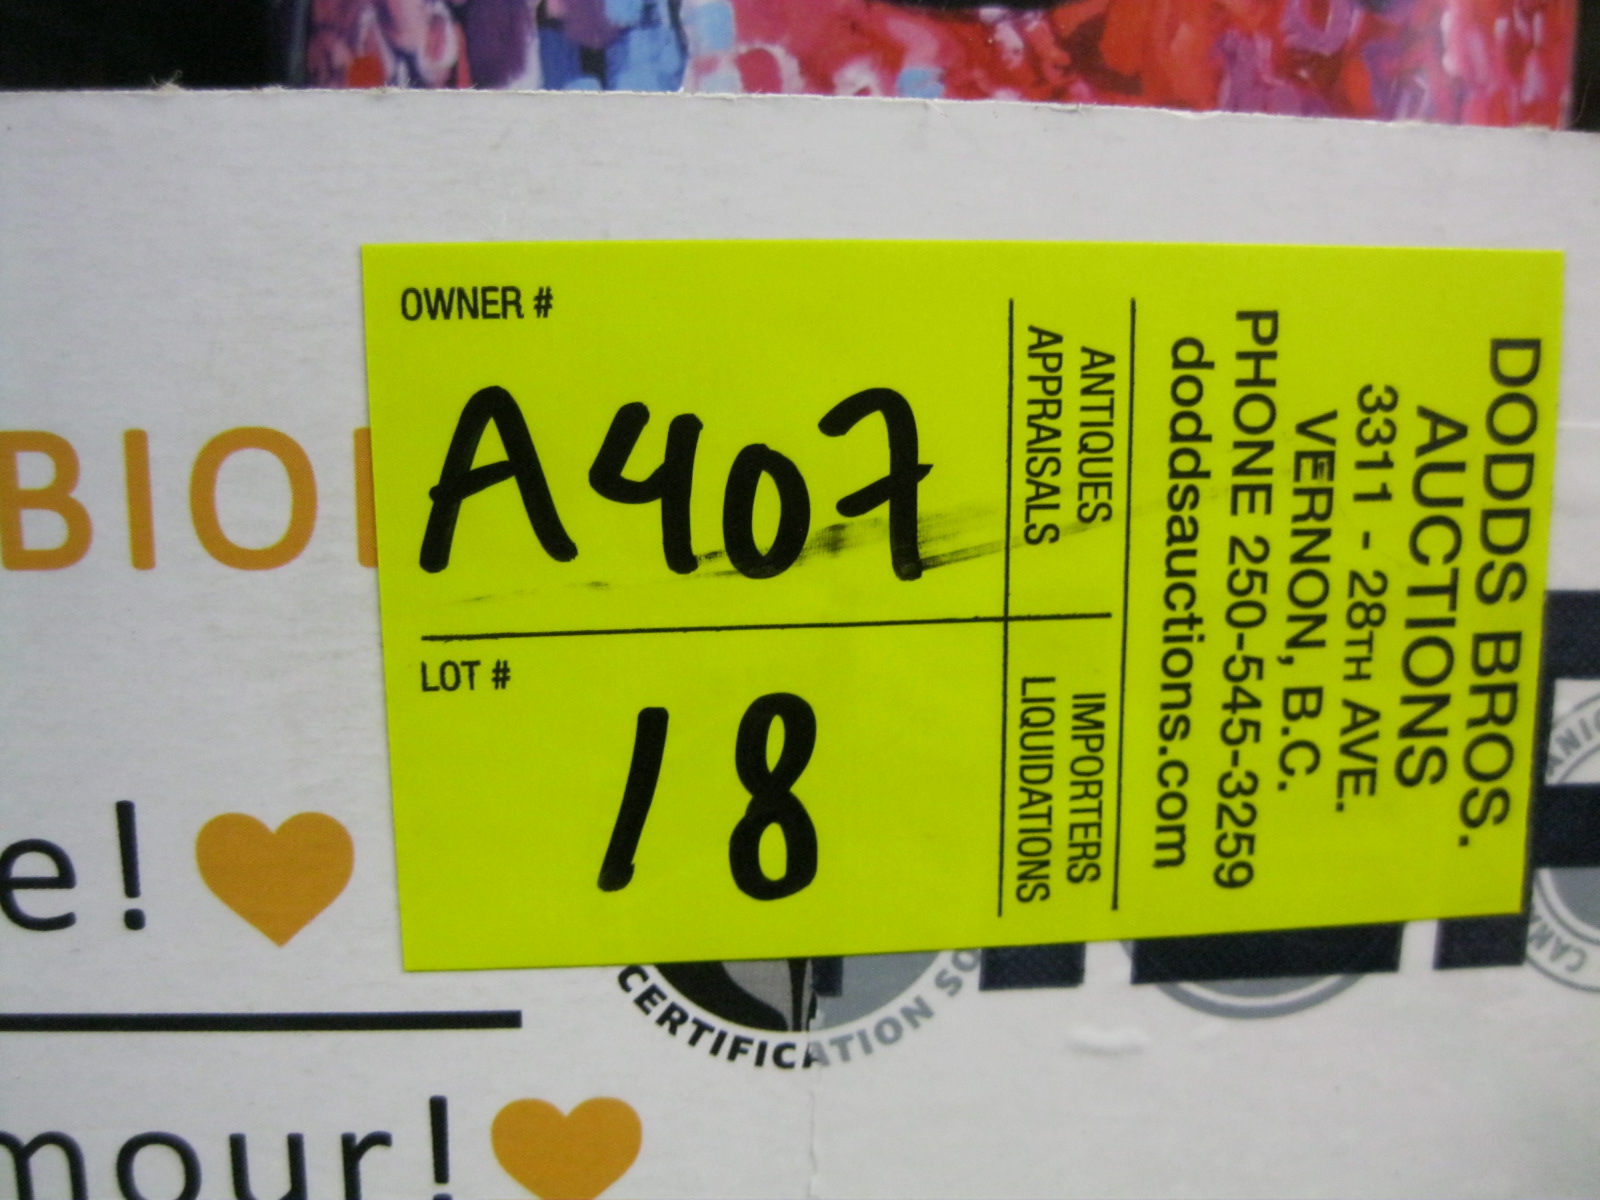 OWNER #
A407
LOT #
18
ANTIQUES
APPRAISALS
IMPORTERS
LIQUIDATIONS
DODDS BROS.
AUCTIONS
3311 - 28TH AVE.
VERNON, B.C.
PHONE 250-545-3259
doddsauctions.com
BIO
e!
mour!
CERTIFICATION SO